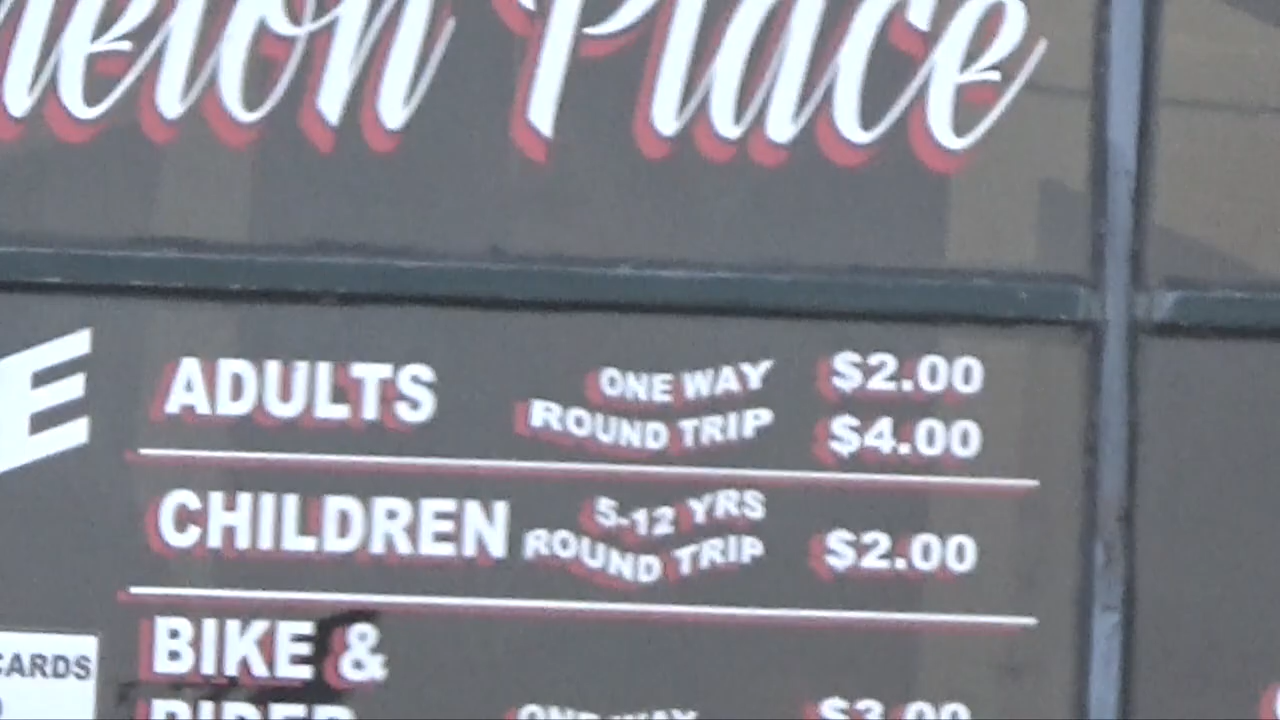 Place
E
ADULTS ONE WAY $2.00
ROUND TRIP $4.00
CHILDREN 5-12 YRS
ROUND TRIP $2.00
BIKE &
CARDS
RIDER ONE WAY $3.00